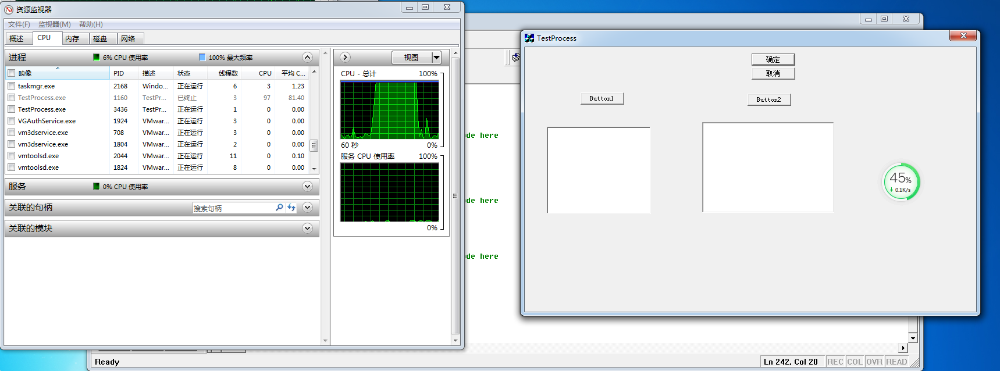 资源监视器
文件(F) 监视器(M) 帮助(H)
概述 CPU 内存 磁盘 网络
进程 6% CPU 使用率 100% 最大频率
映像 PID 描述 状态 线程数 CPU 平均 C...
taskmgr.exe 2168 Windo... 正在运行 6 3 1.23
TestProcess.exe 1160 TestPr... 已终止 3 97 81.40
TestProcess.exe 3436 TestPr... 正在运行 1 0 0.00
VGAuthService.exe 1924 VMwar... 正在运行 3 0 0.00
vm3dservice.exe 708 VMwar... 正在运行 3 0 0.00
vm3dservice.exe 1804 VMwar... 正在运行 2 0 0.00
vmtoolsd.exe 2044 VMwar... 正在运行 11 0 0.10
vmtoolsd.exe 1824 VMwar... 正在运行 8 0 0.00
服务 0% CPU 使用率
关联的句柄 搜索句柄
关联的模块
视图
CPU - 总计 100%
60 秒 0%
服务 CPU 使用率 100%
0%
ode here
ode here
ode here
TestProcess
确定
取消
Button1 Button2
45%
0.1K/s
Ready Ln 242, Col 20 REC COL OVR READ